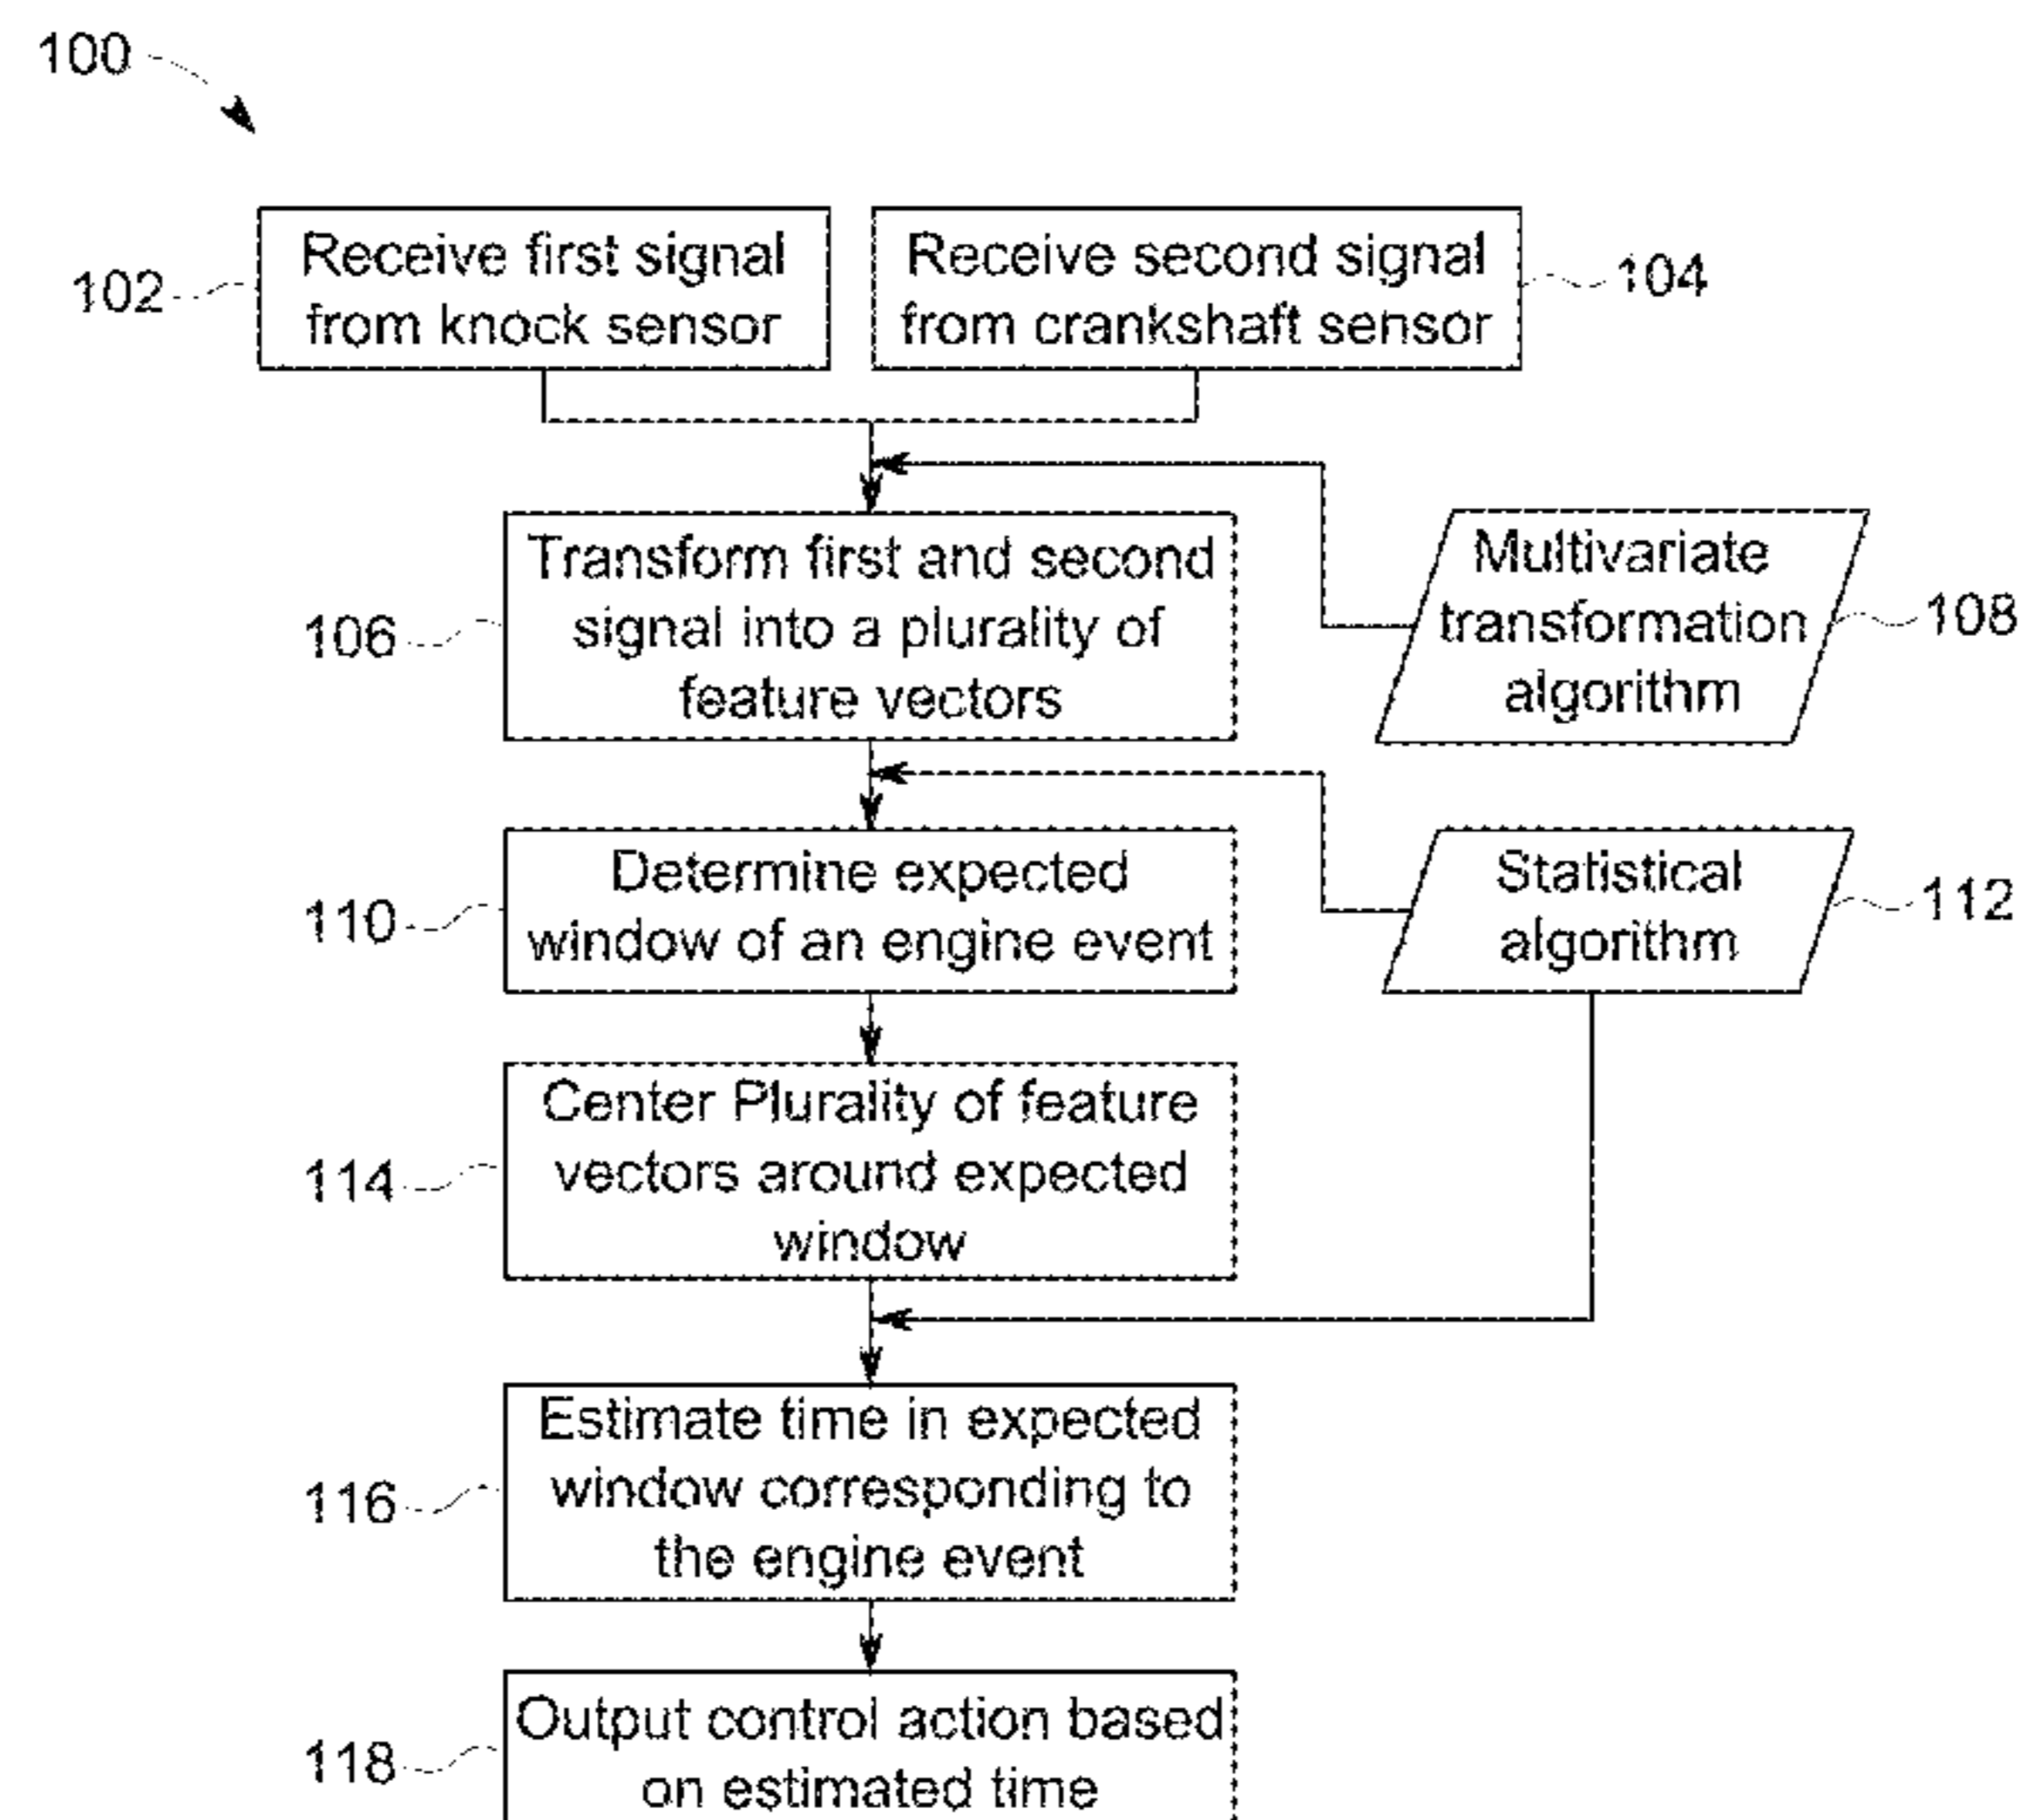 100
Receive first signal
from knock sensor
102
Receive second signal
from crankshaft sensor
104
Transform first and second
signal into a plurality of
feature vectors
106
Multivariate
transformation
algorithm
108
Determine expected
window of an engine event
110
Statistical
algorithm
112
Center Plurality of feature
vectors around expected
window
114
Estimate time in expected
window corresponding to
the engine event
116
Output control action based
on estimated time
118